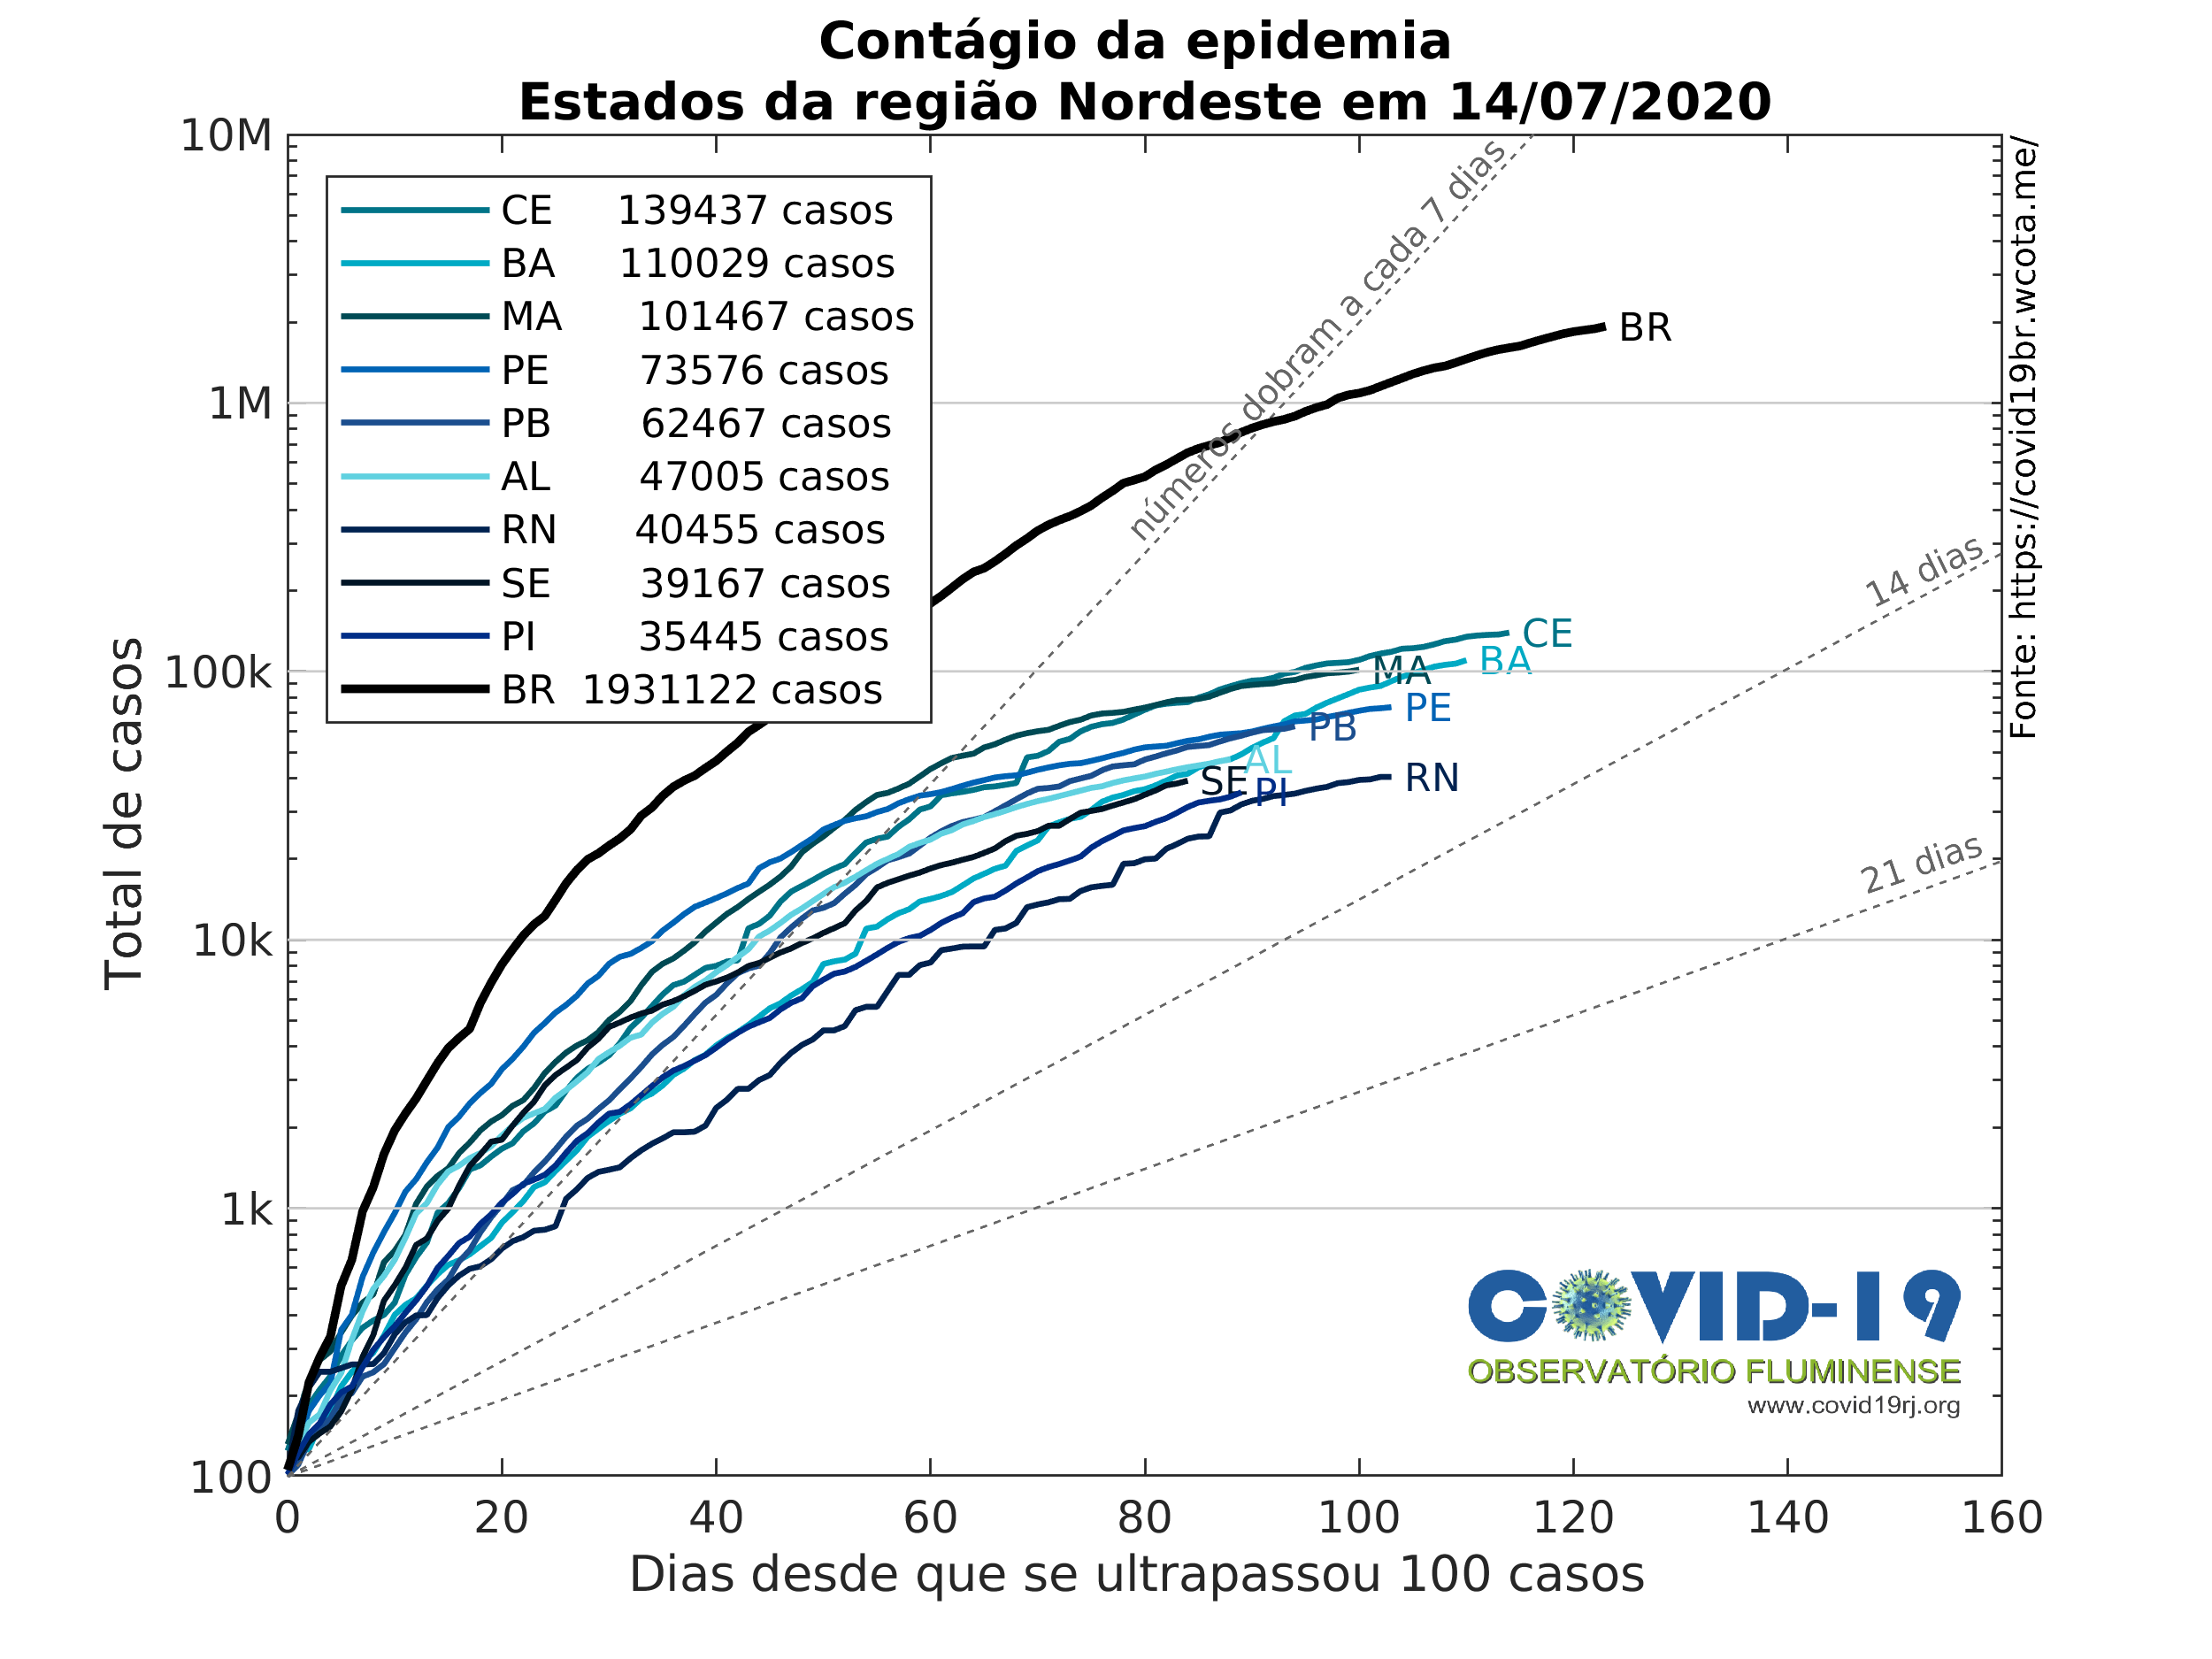 Contágio da epidemia
Estados da região Nordeste em 14/07/2020
10M
1M
100k
10k
1k
100
Total de casos
CE 139437 casos
BA 110029 casos
MA 101467 casos
PE 73576 casos
PB 62467 casos
AL 47005 casos
RN 40455 casos
SE 39167 casos
PI 35445 casos
BR 1931122 casos
números dobram a cada 7 dias
14 dias
21 dias
BR
CE
BA
MA
PE
PB
AL
SE
PI
RN
Fonte: https://covid19br.wcota.me/
COVID-19
OBSERVATÓRIO FLUMINENSE
www.covid19rj.org
0 20 40 60 80 100 120 140 160
Dias desde que se ultrapassou 100 casos